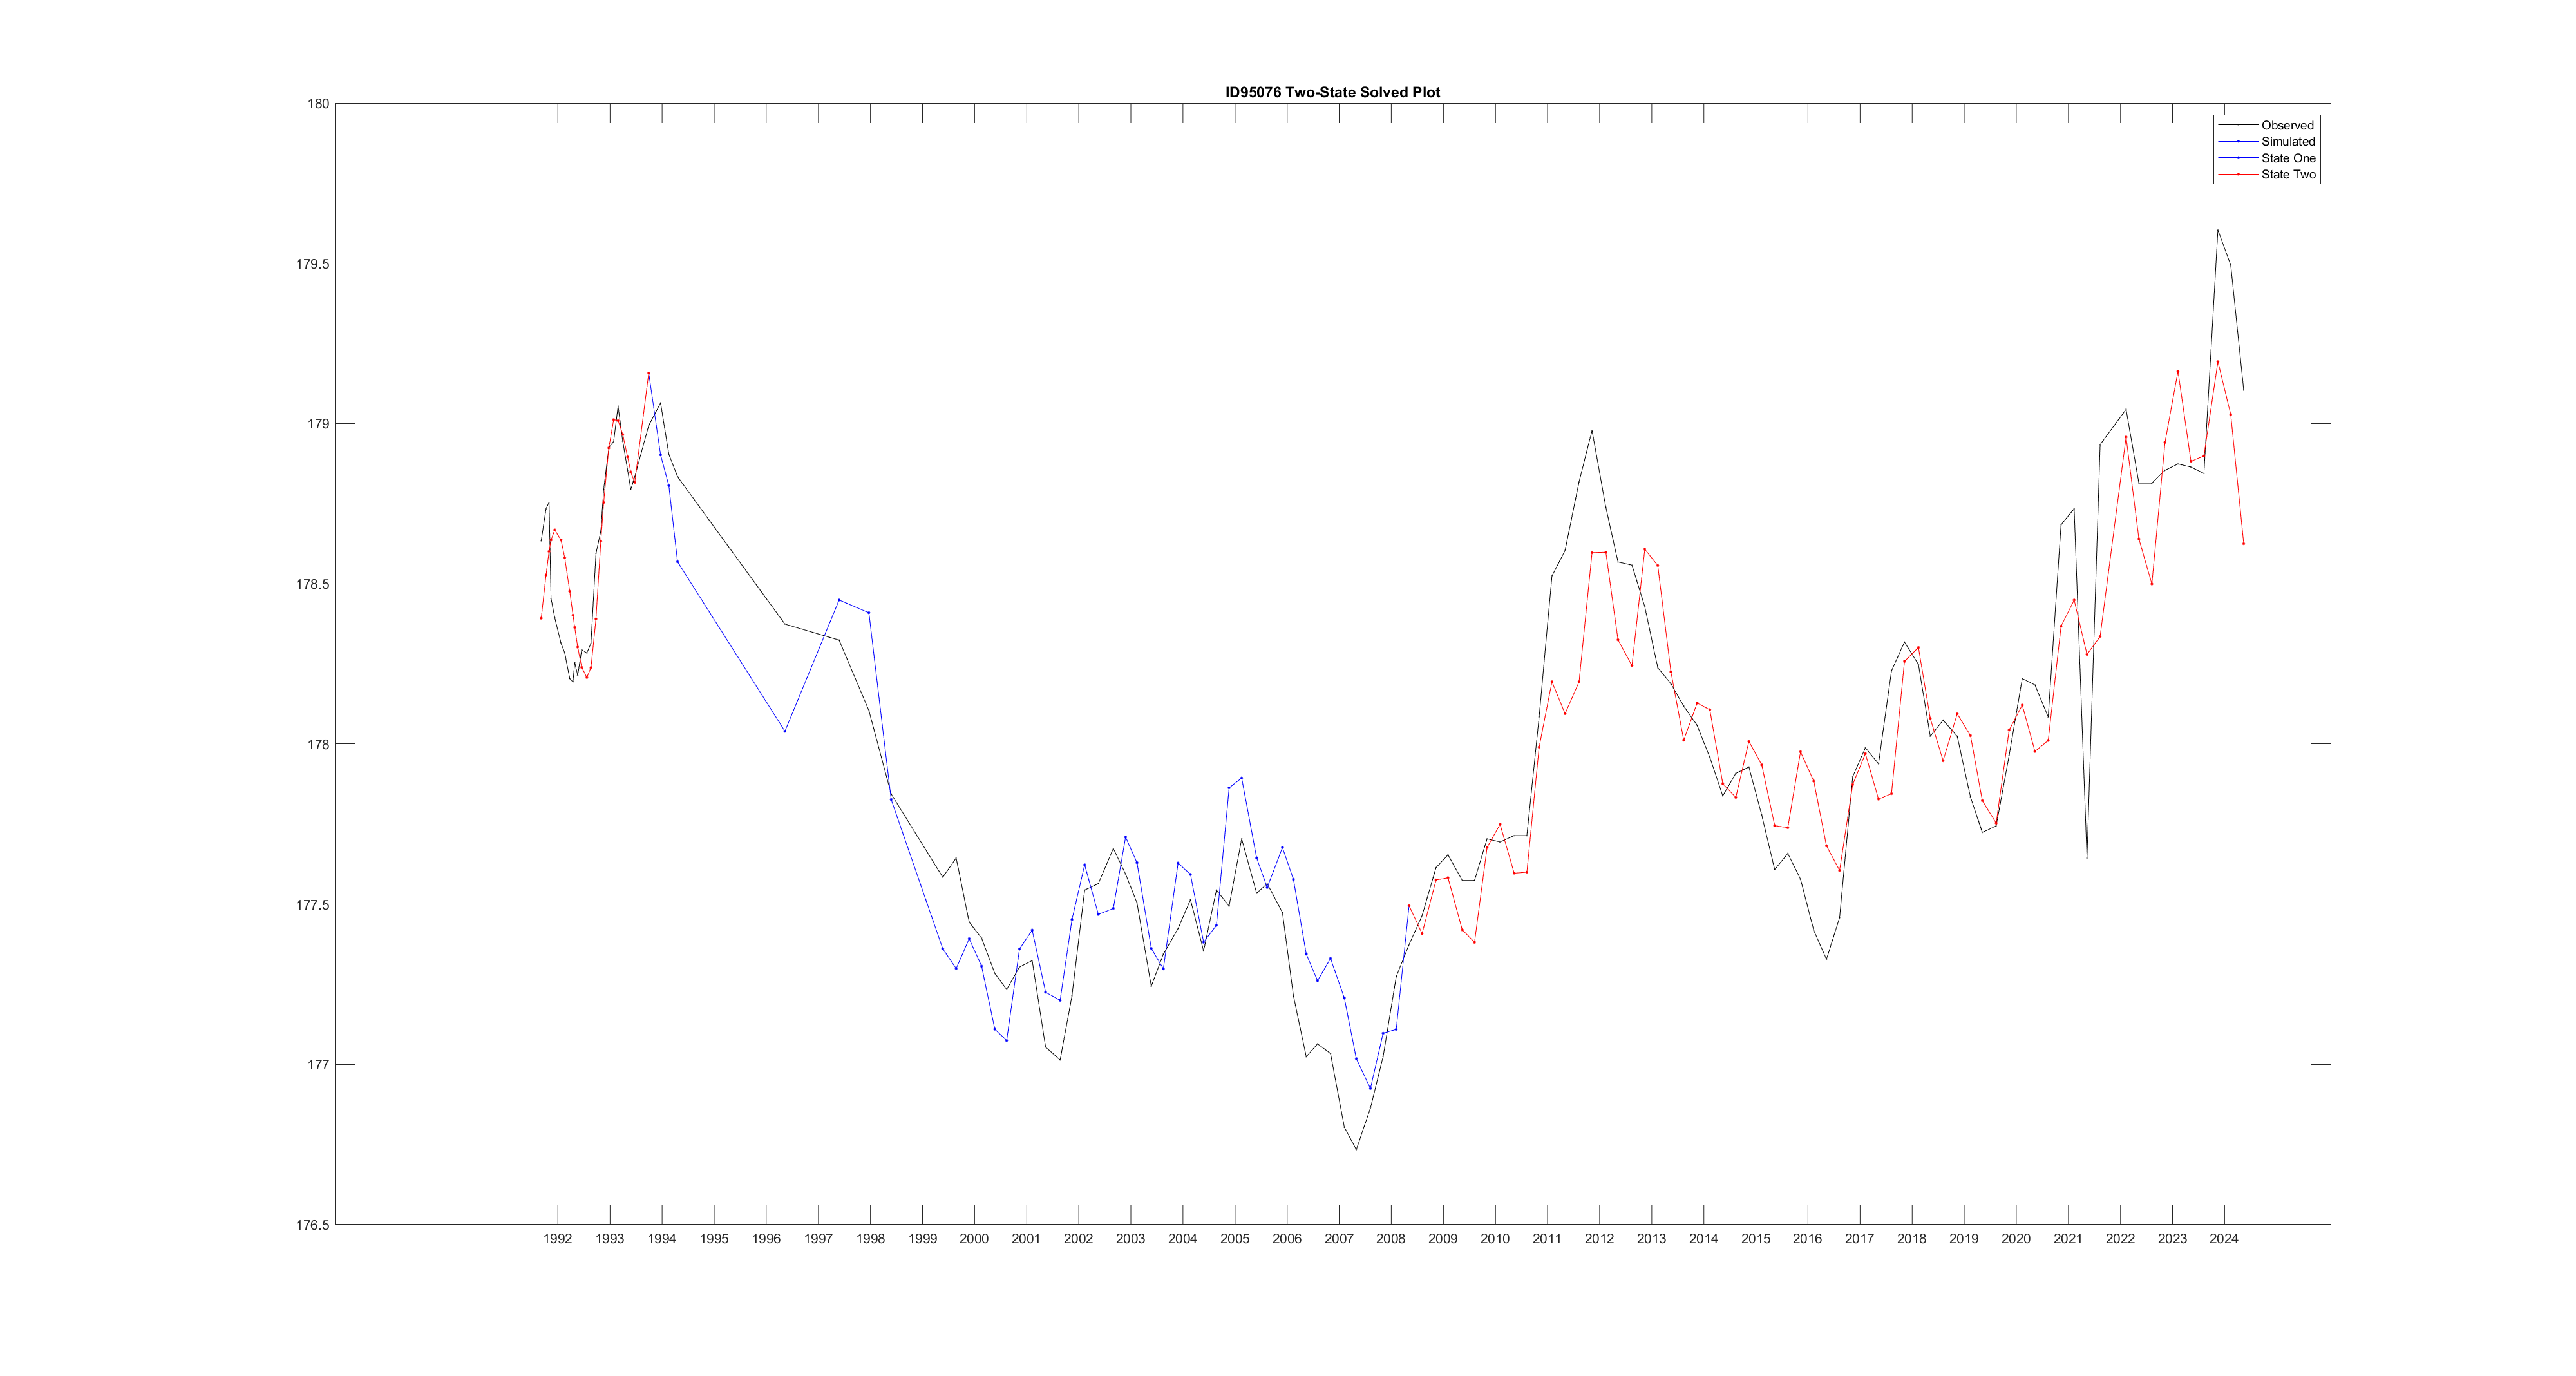 ID95076 Two-State Solved Plot
180
179.5
179
178.5
178
177.5
177
176.5
Observed
Simulated
State One
State Two
1992 1993 1994 1995 1996 1997 1998 1999 2000 2001 2002 2003 2004 2005 2006 2007 2008 2009 2010 2011 2012 2013 2014 2015 2016 2017 2018 2019 2020 2021 2022 2023 2024